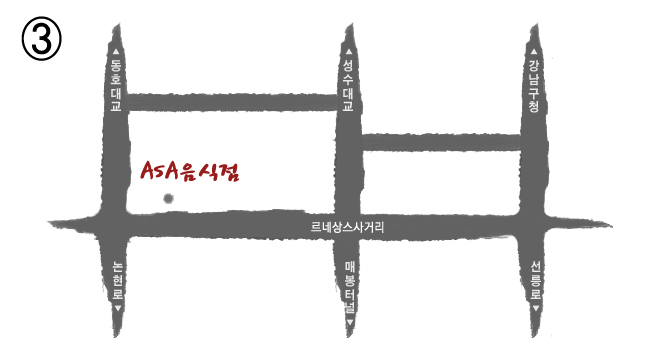 ③
▲동호대교
▲성수대교
▲강남구청
ASA음식점
르네상스사거리
논현로▼
매봉터널▼
선릉로▼